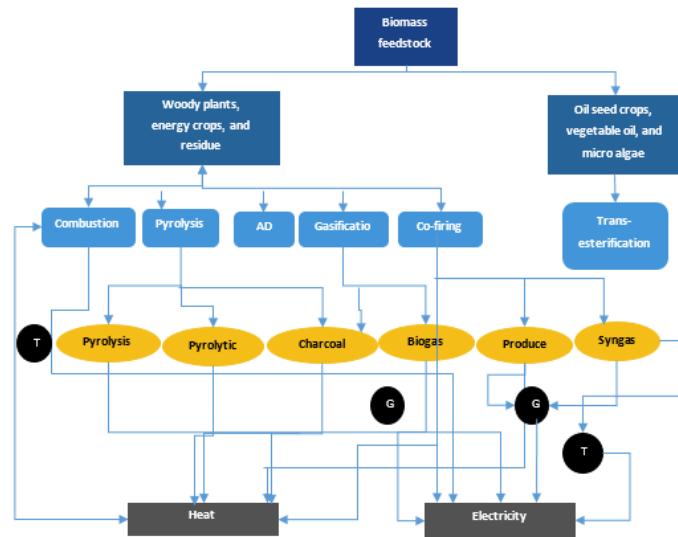 Biomass
feedstock
Woody plants,
energy crops, and
residue
Oil seed crops,
vegetable oil, and
micro algae
Combustion
Pyrolysis
AD
Gasificatio
Co-firing
Trans-
esterification
T
Pyrolysis
Pyrolytic
Charcoal
Biogas
Produce
Syngas
G
G
T
Heat
Electricity